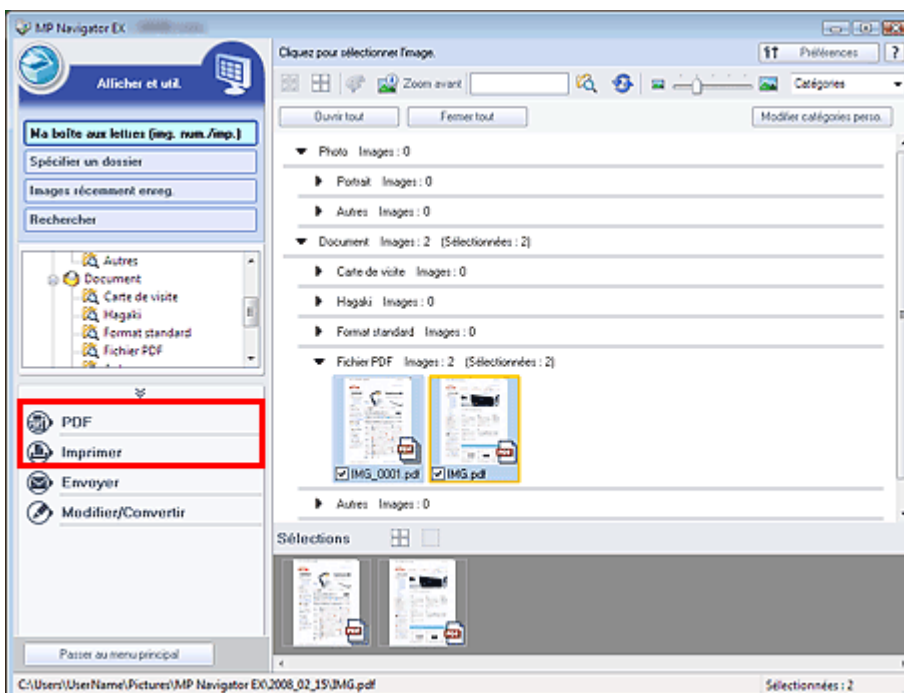 MP Navigator EX
Afficher et util.
Ma boîte aux lettres (img. num./imp.)
Spécifier un dossier
Images récemment enreg.
Rechercher
Autres
Document
Carte de visite
Hagaki
Format standard
Fichier PDF
PDF
Imprimer
Envoyer
Modifier/Convertir
Passer au menu principal
Cliquez pour sélectionner l'image.
Préférences
?
Zoom avant
Catégories
Ouvrir tout
Fermer tout
Modifier catégories perso.
Photo Images : 0
Portrait Images : 0
Autres Images : 0
Document Images : 2 (Sélectionnées : 2)
Carte de visite Images : 0
Hagaki Images : 0
Format standard Images : 0
Fichier PDF Images : 2 (Sélectionnées : 2)
IMG_0001.pdf
IMG.pdf
Autres Images : 0
Sélections
C:\Users\UserName\Pictures\MP Navigator EX\2008_02_15\IMG.pdf
Sélectionnées : 2